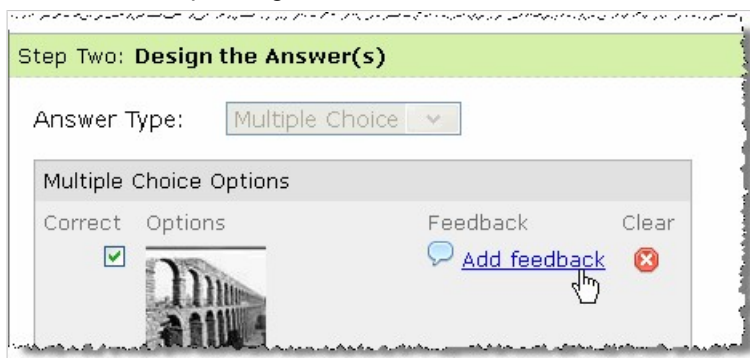 Step Two: Design the Answer(s)
Answer Type: Multiple Choice
Multiple Choice Options
Correct Options Feedback Clear
Add feedback